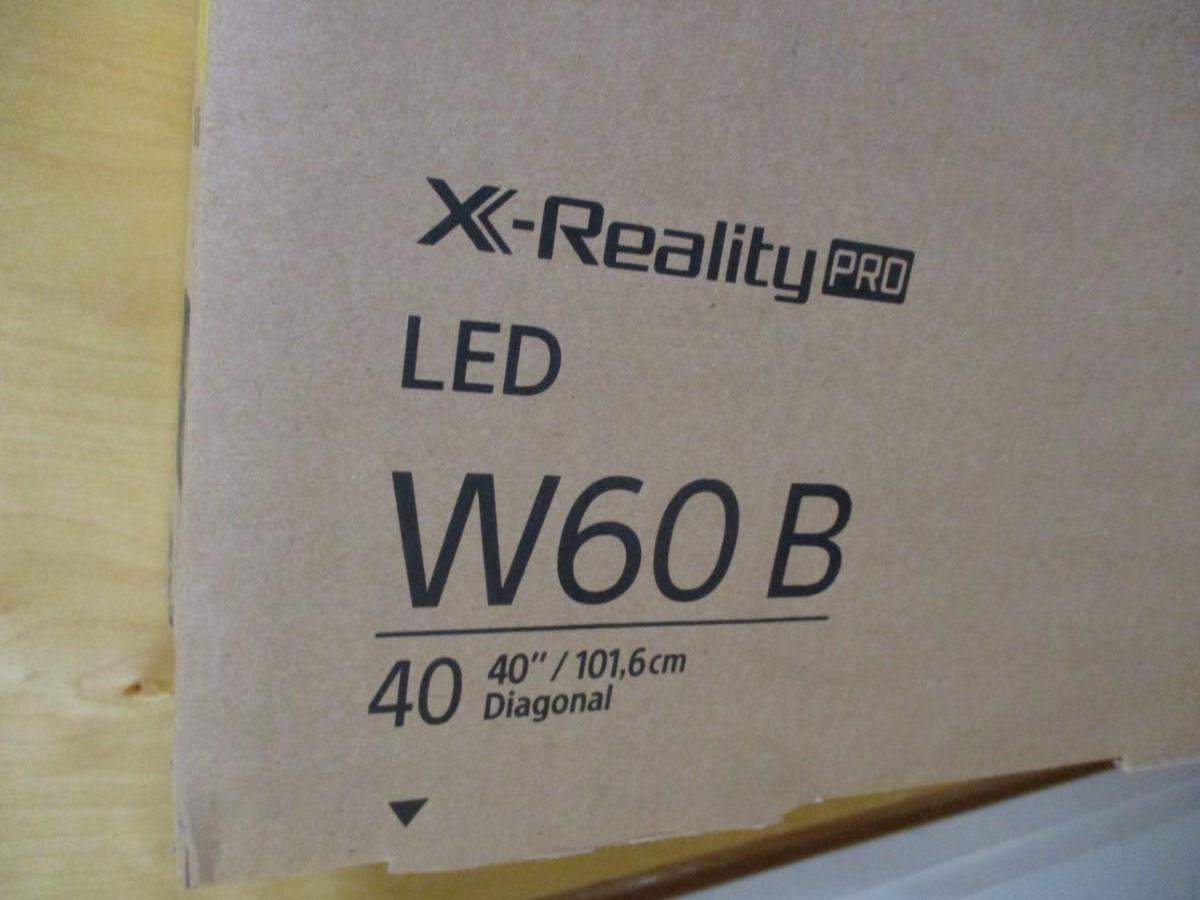 X-Reality PRO
LED
W60 B
40 40" / 101,6cm
Diagonal